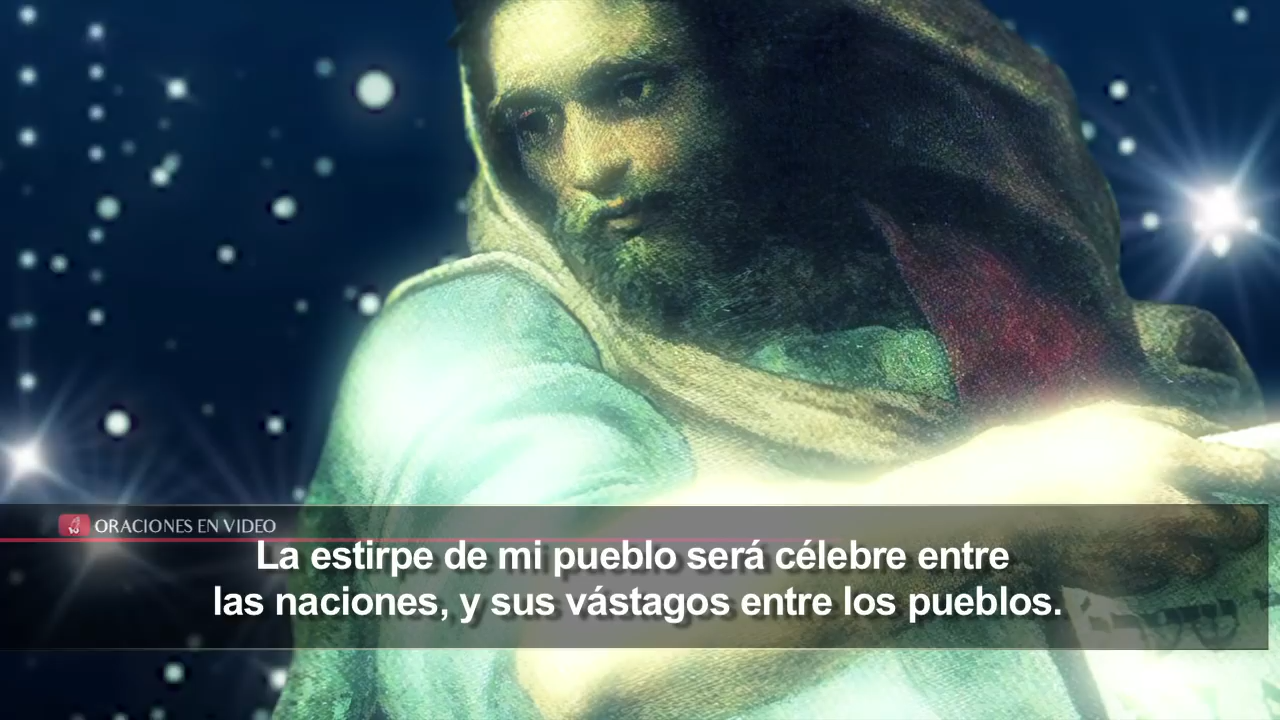 ORACIONES EN VIDEO
La estirpe de mi pueblo será célebre entre
las naciones, y sus vástagos entre los pueblos.